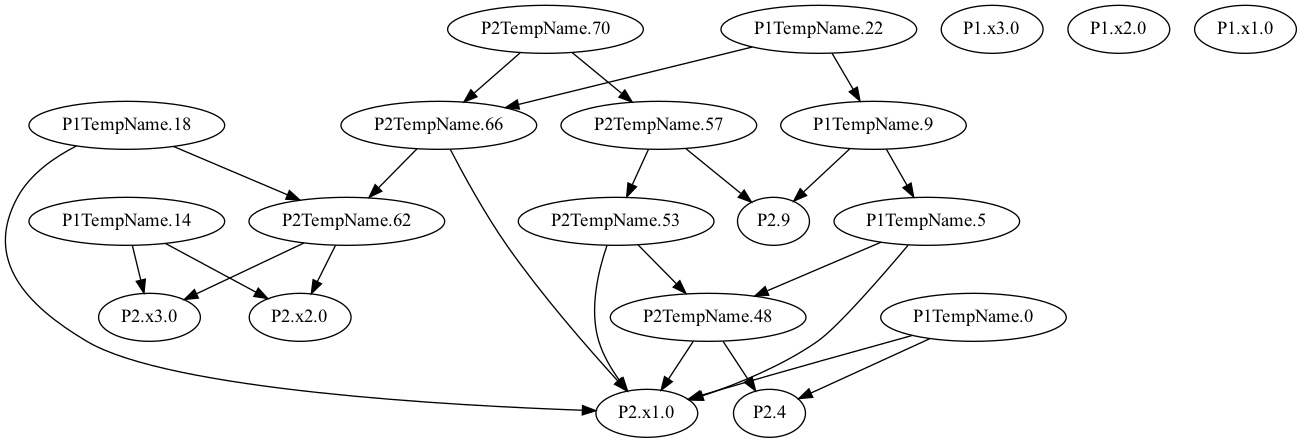 P2TempName.70
P1TempName.22
P1.x3.0
P1.x2.0
P1.x1.0
P1TempName.18
P2TempName.66
P2TempName.57
P1TempName.9
P1TempName.14
P2TempName.62
P2TempName.53
P2.9
P1TempName.5
P2.x3.0
P2.x2.0
P2TempName.48
P1TempName.0
P2.x1.0
P2.4